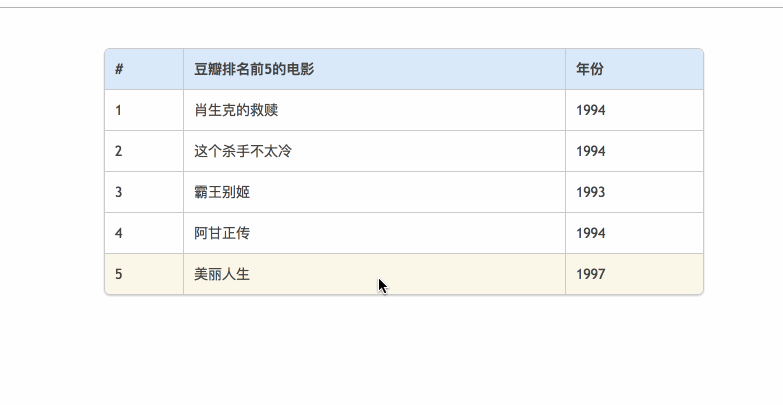 # 豆瓣排名前5的电影 年份
1 肖生克的救赎 1994
2 这个杀手不太冷 1994
3 霸王别姬 1993
4 阿甘正传 1994
5 美丽人生 1997